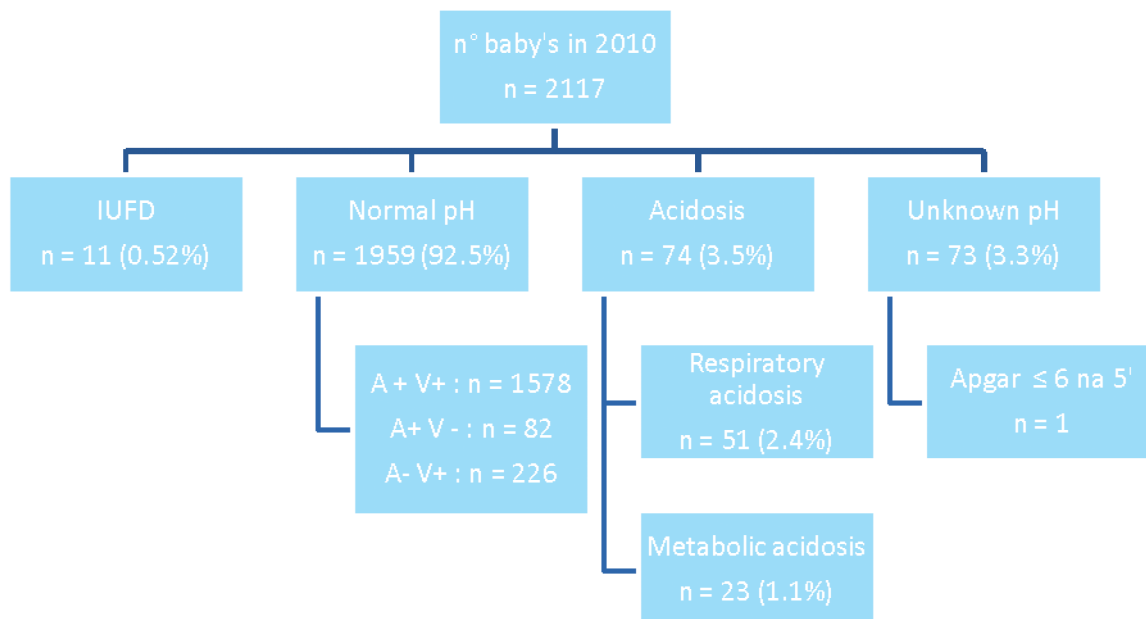 n° baby's in 2010
n = 2117
IUFD
n = 11 (0.52%)
Normal pH
n = 1959 (92.5%)
Acidosis
n = 74 (3.5%)
Unknown pH
n = 73 (3.3%)
A + V+ : n = 1578
A+ V - : n = 82
A- V+ : n = 226
Respiratory
acidosis
n = 51 (2.4%)
Apgar ≤ 6 na 5'
n = 1
Metabolic acidosis
n = 23 (1.1%)